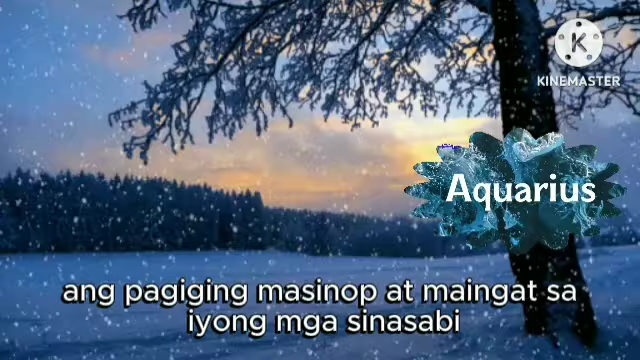 K
KINEMASTER
Aquarius
ang pagiging masinop at maingat sa
iyong mga sinasabi